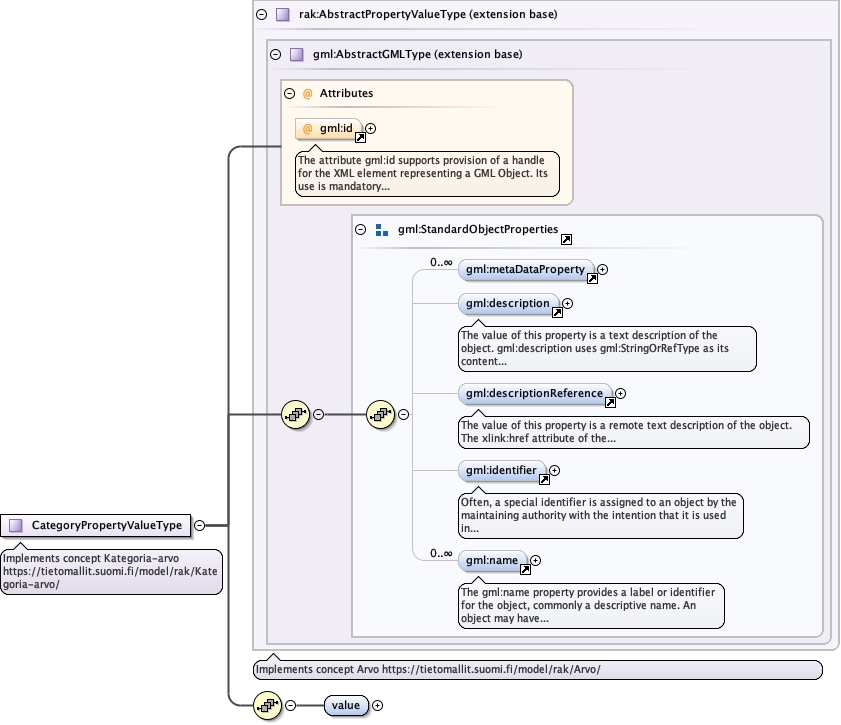 rak:AbstractPropertyValueType (extension base)
gml:AbstractGMLType (extension base)
@ Attributes
@ gml:id
The attribute gml:id supports provision of a handle
for the XML element representing a GML Object. Its
use is mandatory...
gml:StandardObjectProperties
0..∞
gml:metaDataProperty
gml:description
The value of this property is a text description of the
object. gml:description uses gml:StringOrRefType as its
content...
gml:descriptionReference
The value of this property is a remote text description of the object.
The xlink:href attribute of the...
gml:identifier
Often, a special identifier is assigned to an object by the
maintaining authority with the intention that it is used
in...
0..∞
gml:name
The gml:name property provides a label or identifier
for the object, commonly a descriptive name. An
object may have...
CategoryPropertyValueType
Implements concept Kategoria-arvo
https://tietomallit.suomi.fi/model/rak/Kate
goria-arvo/
Implements concept Arvo https://tietomallit.suomi.fi/model/rak/Arvo/
value